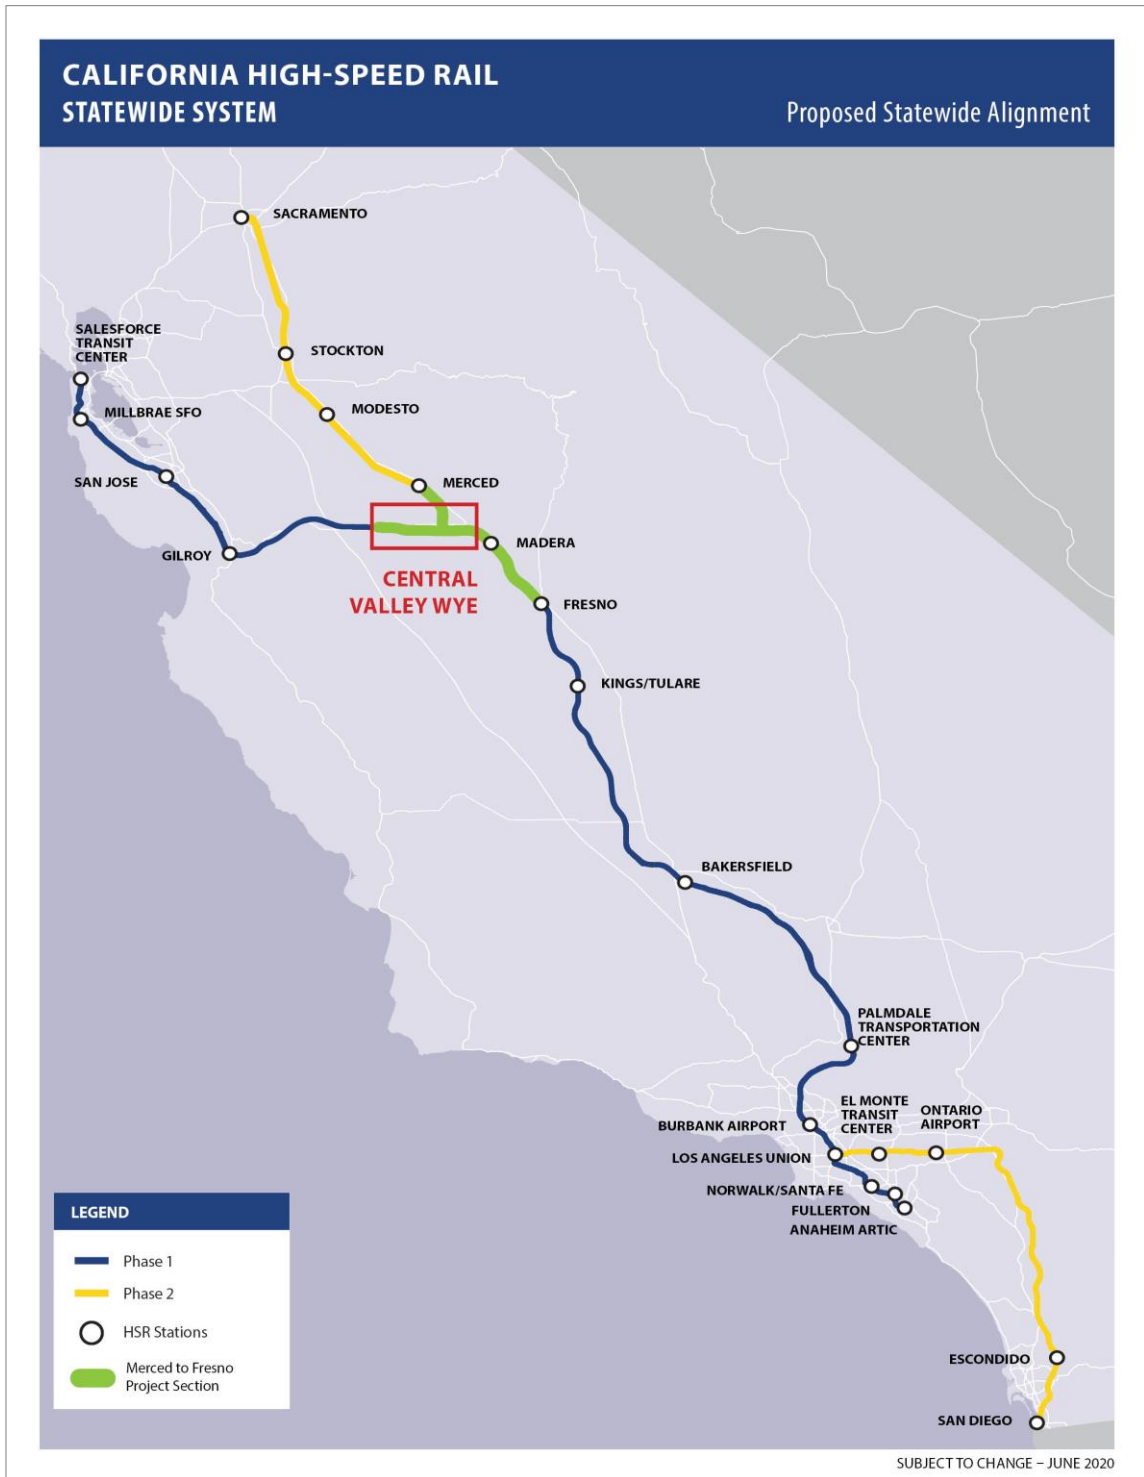 CALIFORNIA HIGH-SPEED RAIL
STATEWIDE SYSTEM
Proposed Statewide Alignment
SACRAMENTO
SALESFORCE
TRANSIT
CENTER
STOCKTON
MILLBRAE SFO
MODESTO
SAN JOSE
MERCED
GILROY
MADERA
CENTRAL
VALLEY WYE
FRESNO
KINGS/TULARE
BAKERSFIELD
PALMDALE
TRANSPORTATION
CENTER
EL MONTE
TRANSIT
CENTER
ONTARIO
AIRPORT
BURBANK AIRPORT
LOS ANGELES UNION
NORWALK/SANTA FE
FULLERTON
ANAHEIM ARTIC
ESCONDIDO
SAN DIEGO
LEGEND
Phase 1
Phase 2
HSR Stations
Merced to Fresno
Project Section
SUBJECT TO CHANGE – JUNE 2020